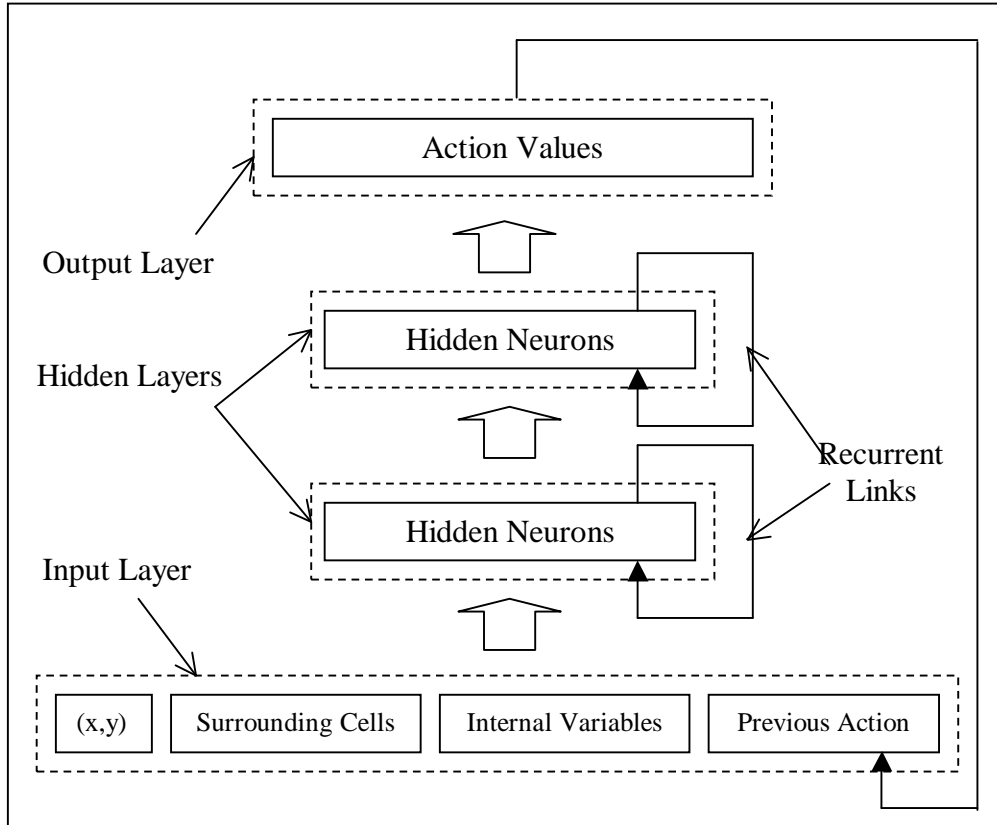 Action Values
Output Layer
Hidden Neurons
Hidden Layers
Recurrent
Links
Hidden Neurons
Input Layer
(x,y)
Surrounding Cells
Internal Variables
Previous Action